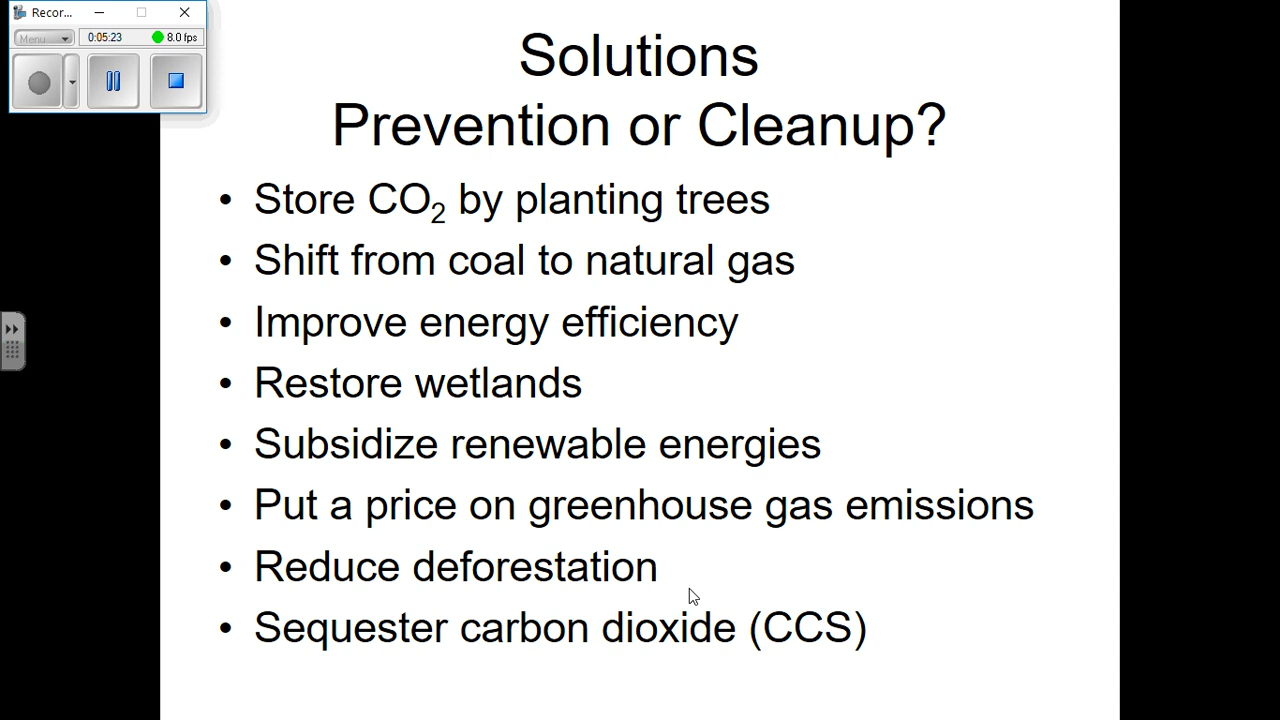 Recor...
Menu
0:05:23
8.0 fps
Solutions
Prevention or Cleanup?
• Store CO₂ by planting trees
• Shift from coal to natural gas
• Improve energy efficiency
• Restore wetlands
• Subsidize renewable energies
• Put a price on greenhouse gas emissions
• Reduce deforestation
• Sequester carbon dioxide (CCS)